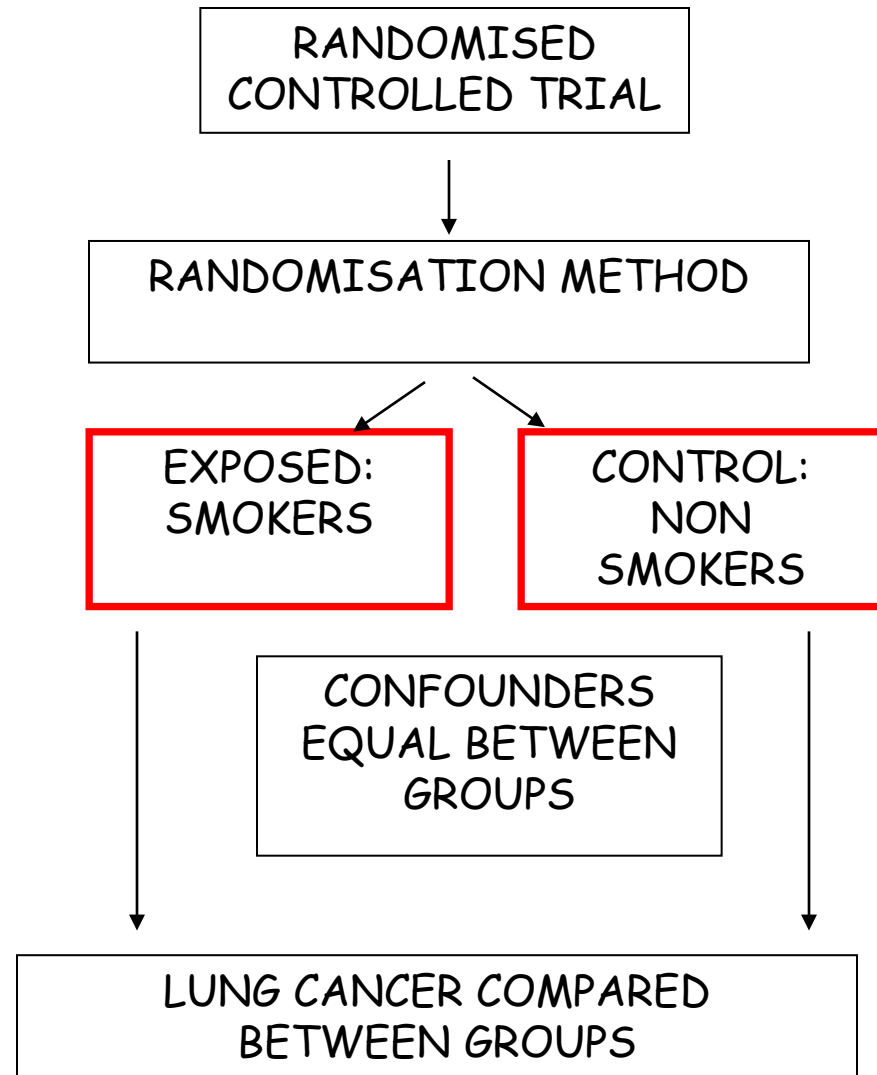 RANDOMISED
CONTROLLED TRIAL
RANDOMISATION METHOD
EXPOSED:
SMOKERS
CONTROL:
NON
SMOKERS
CONFOUNDERS
EQUAL BETWEEN
GROUPS
LUNG CANCER COMPARED
BETWEEN GROUPS